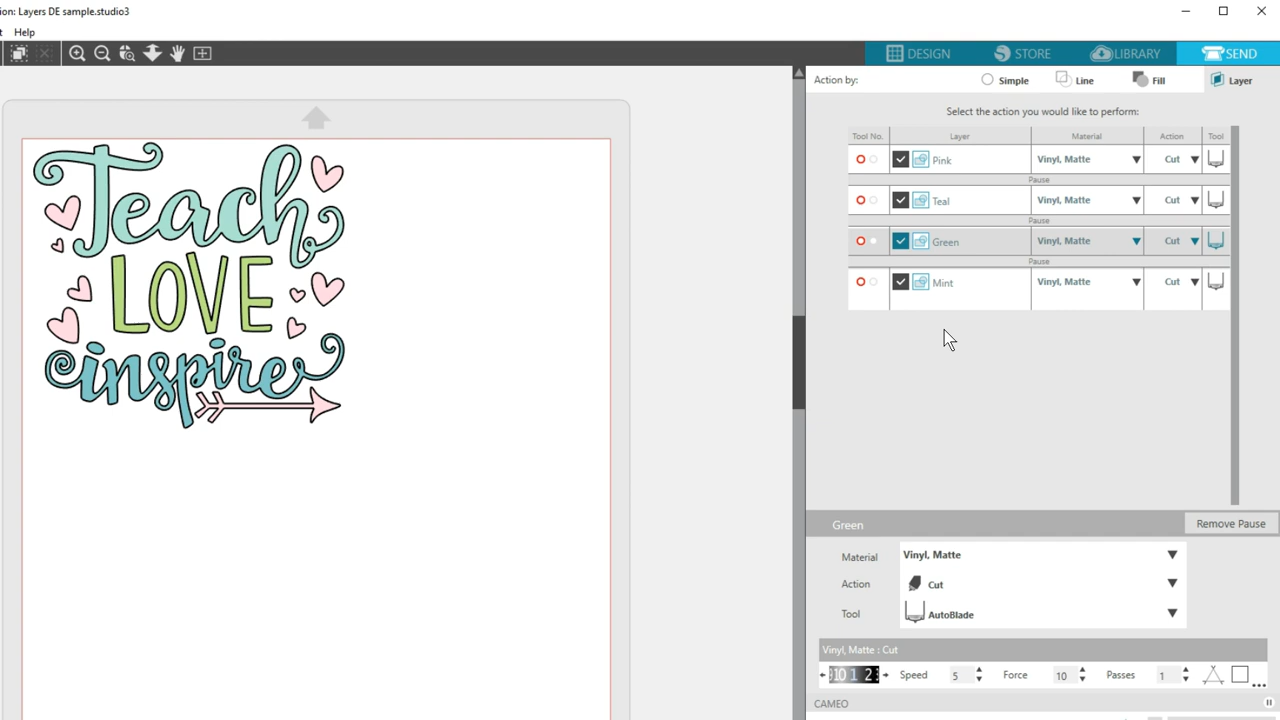 ion: Layers DE sample.studio3
t Help
DESIGN STORE LIBRARY SEND
Action by: Simple Line Fill Layer
Select the action you would like to perform:
Tool No. Layer Material Action Tool
Pink Vinyl, Matte Cut
Pause
Teal Vinyl, Matte Cut
Pause
Green Vinyl, Matte Cut
Pause
Mint Vinyl, Matte Cut
Teach
LOVE
inspire
Green Remove Pause
Material Vinyl, Matte
Action Cut
Tool AutoBlade
Vinyl, Matte : Cut
10 1 2 Speed 5 Force 10 Passes 1
CAMEO